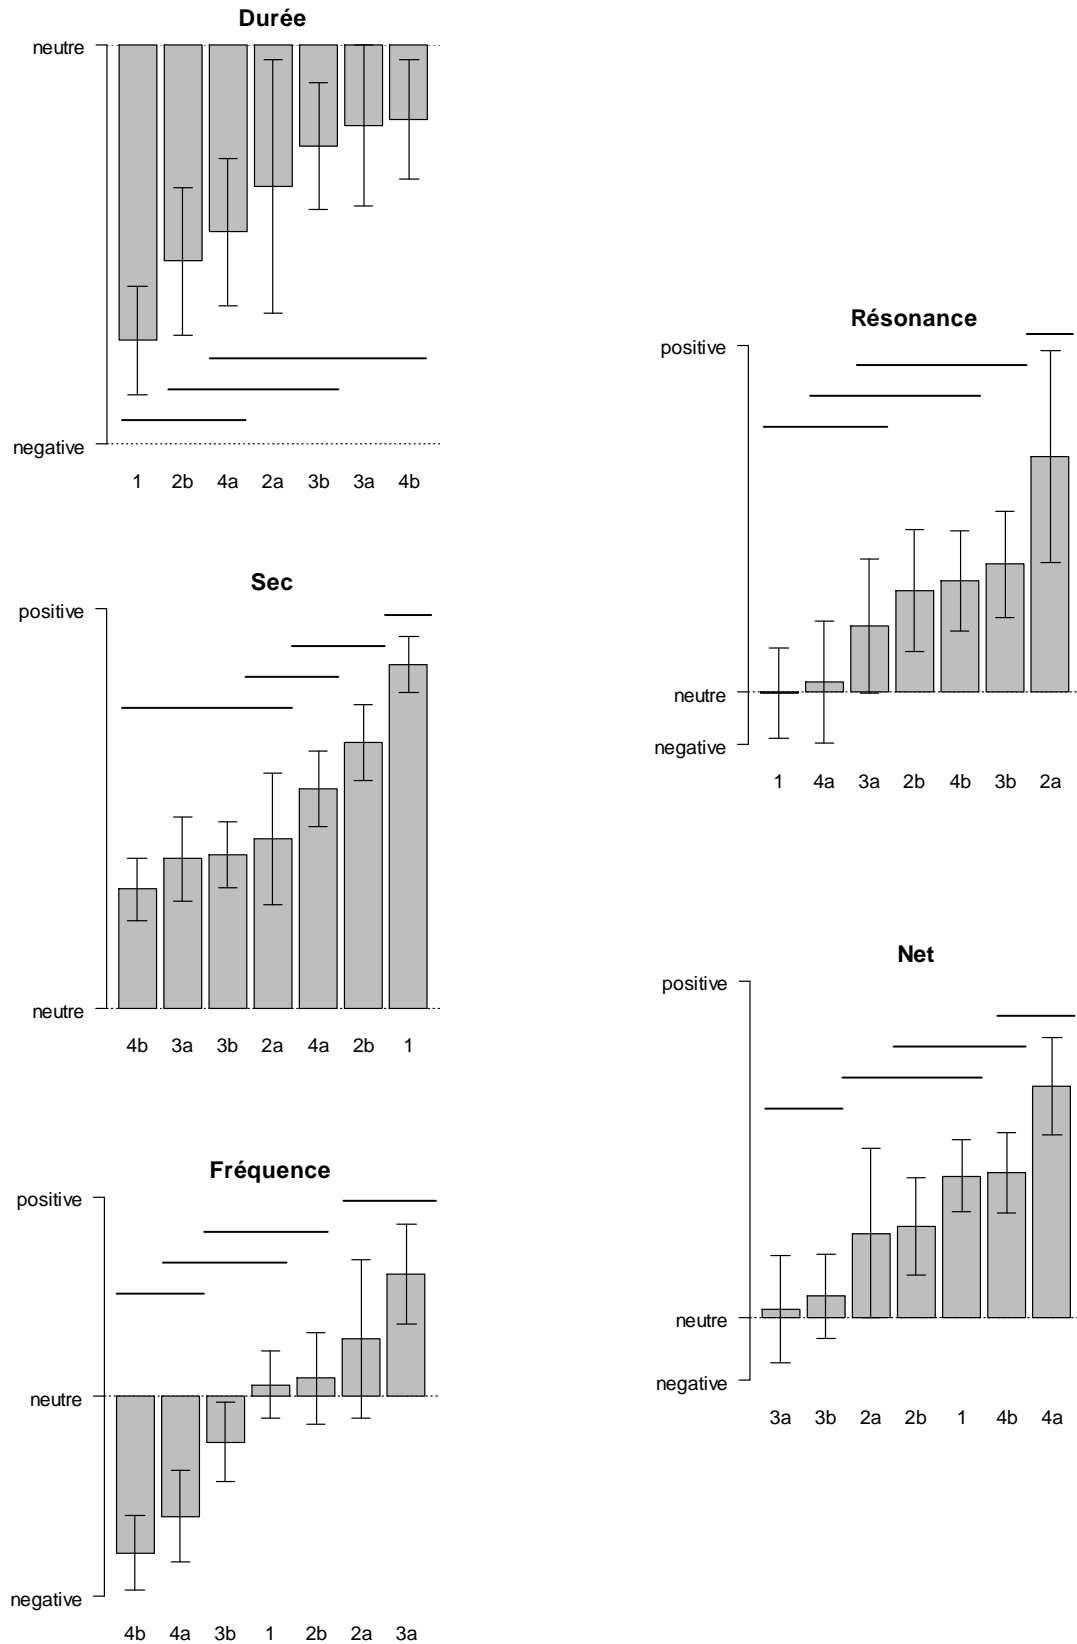 Durée
neutre
negative
1 2b 4a 2a 3b 3a 4b
Résonance
positive
neutre
negative
1 4a 3a 2b 4b 3b 2a
Sec
positive
neutre
4b 3a 3b 2a 4a 2b 1
Net
positive
neutre
negative
3a 3b 2a 2b 1 4b 4a
Fréquence
positive
neutre
negative
4b 4a 3b 1 2b 2a 3a